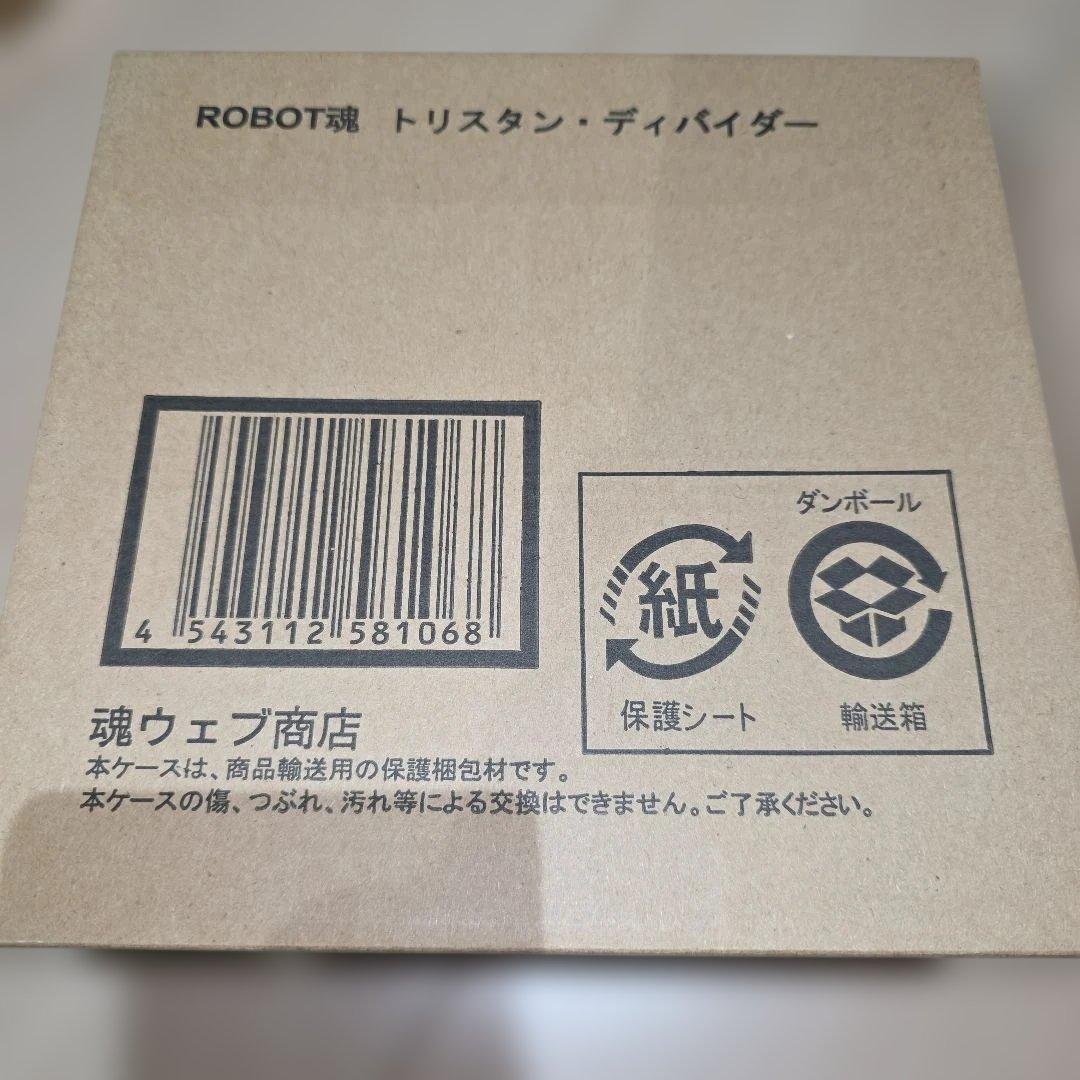 ROBOT魂 トリスタン・ディバイダー
4 543112 581068
ダンボール
紙
保護シート 輸送箱
魂ウェブ商店
本ケースは、商品輸送用の保護梱包材です。
本ケースの傷、つぶれ、汚れ等による交換はできません。ご了承ください。